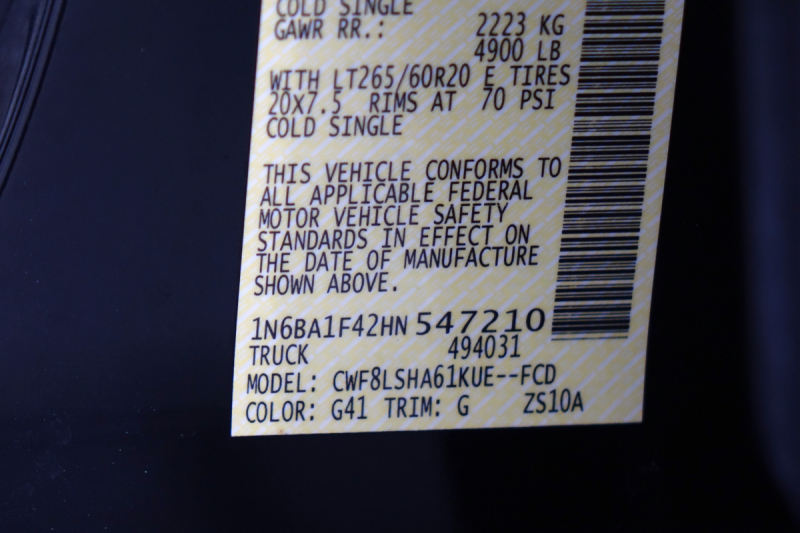 COLD SINGLE
GAWR RR.: 2223 KG
4900 LB
WITH LT265/60R20 E TIRES
20X7.5 RIMS AT 70 PSI
COLD SINGLE
THIS VEHICLE CONFORMS TO
ALL APPLICABLE FEDERAL
MOTOR VEHICLE SAFETY
STANDARDS IN EFFECT ON
THE DATE OF MANUFACTURE
SHOWN ABOVE.
1N6BA1F42HN 547210
TRUCK 494031
MODEL: CWF8LSHA61KUE--FCD
COLOR: G41 TRIM: G ZS10A